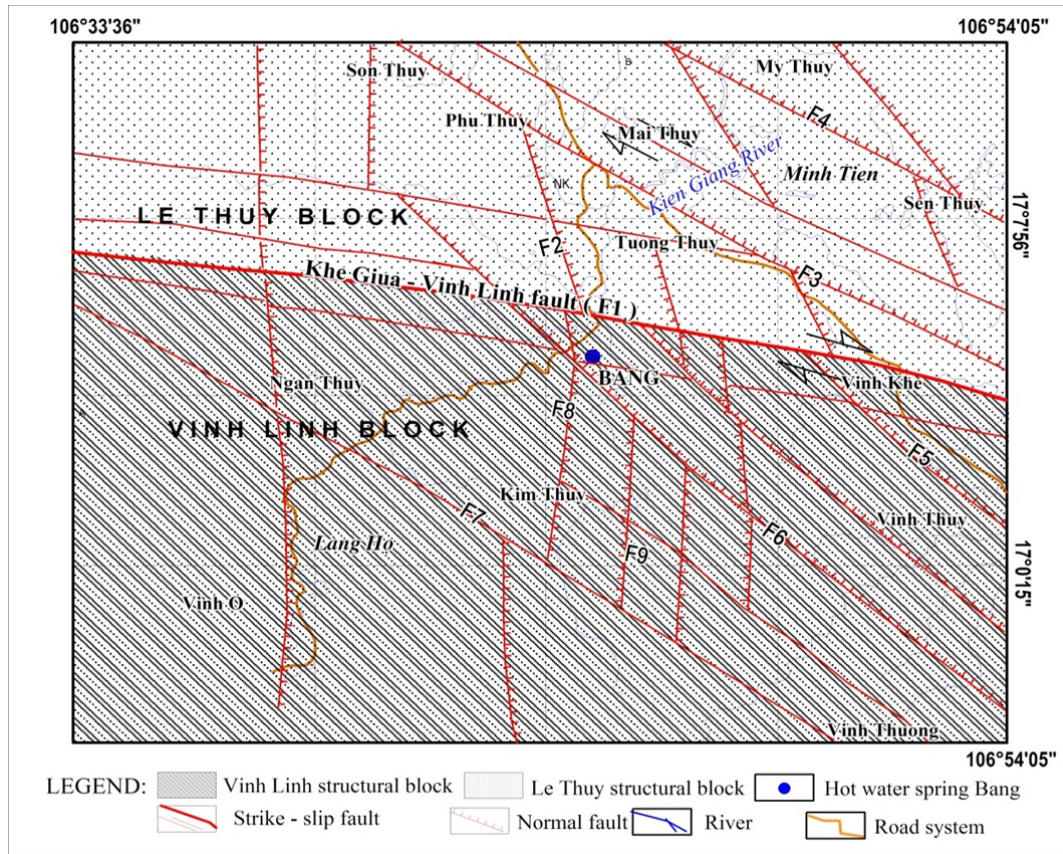 106°33'36"
106°54'05"
Son Thuy
B
My Thuy
F4
Phu Thuy
Mai Thuy
Kien Giang River
Minh Tien
NK.
Sen Thuy
17°7'56"
LE THUY BLOCK
F2
Tuong Thuy
F3
Khe Giua - Vinh Linh fault ( F1 )
BANG
Ngan Thuy
Vinh Khe
F8
VINH LINH BLOCK
F5
Kim Thuy
F7
Vinh Thuy
F6
Lang Ho
F9
17°0'15"
Vinh O
Vinh Thuong
106°54'05"
LEGEND:
Vinh Linh structural block
Le Thuy structural block
Hot water spring Bang
Strike - slip fault
Normal fault
River
Road system